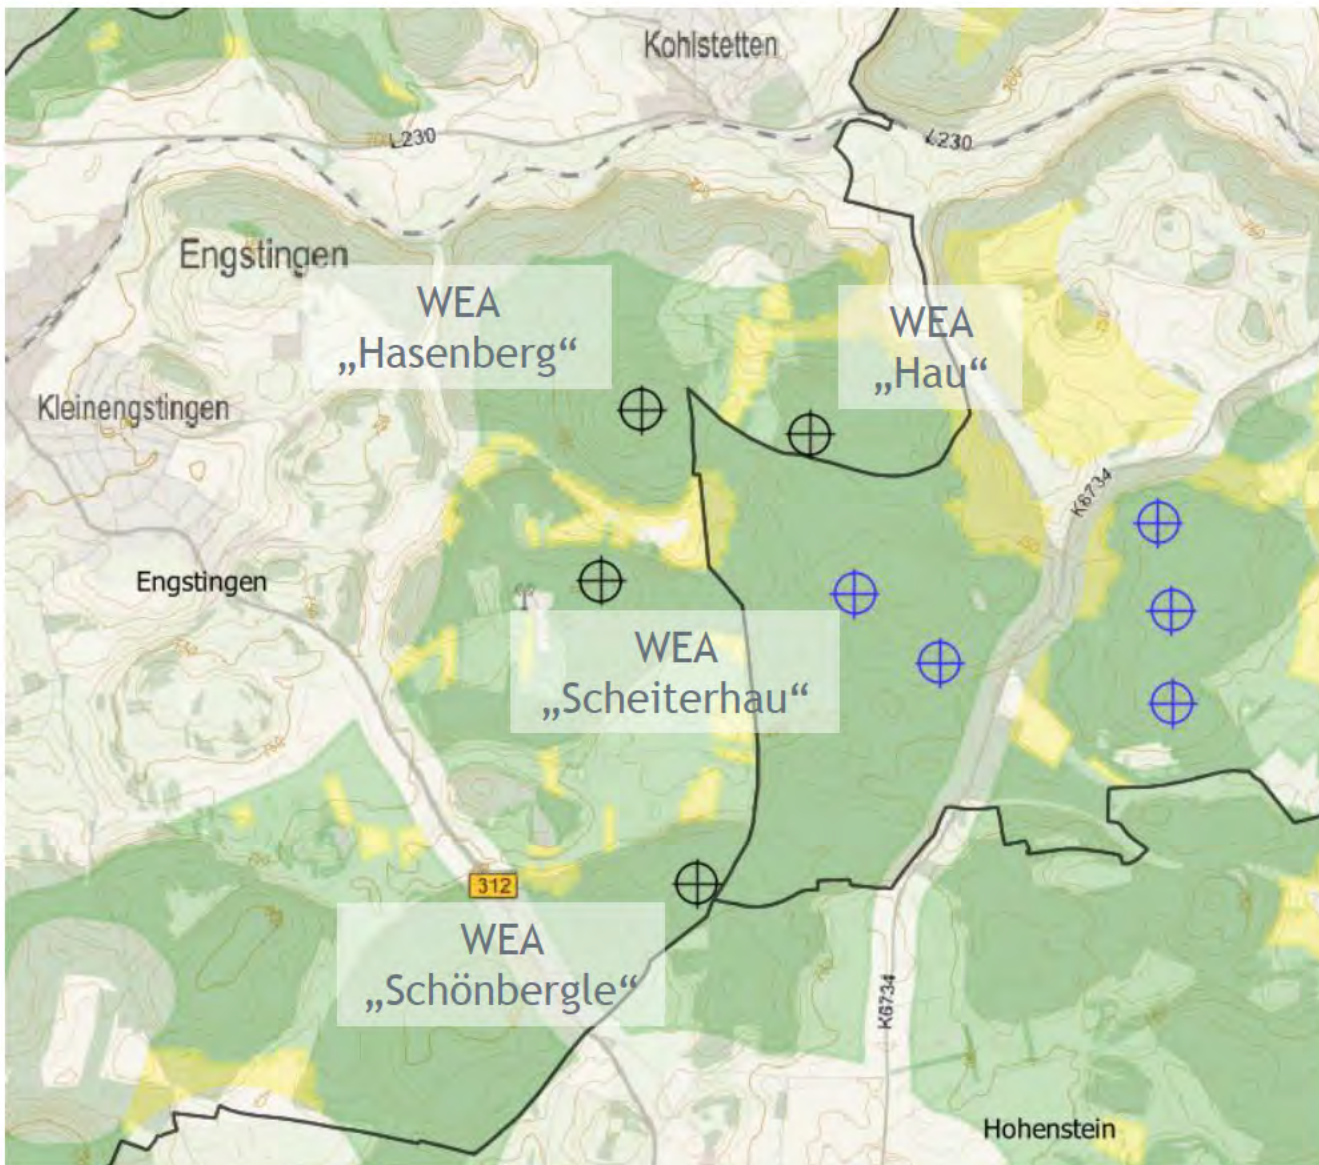 Kohlstetten
L230
L230
Engstingen
WEA
„Hasenberg“
WEA
„Hau“
Kleinengstingen
K6734
Engstingen
WEA
„Scheiterhau“
312
WEA
„Schönbergle“
K6734
Hohenstein